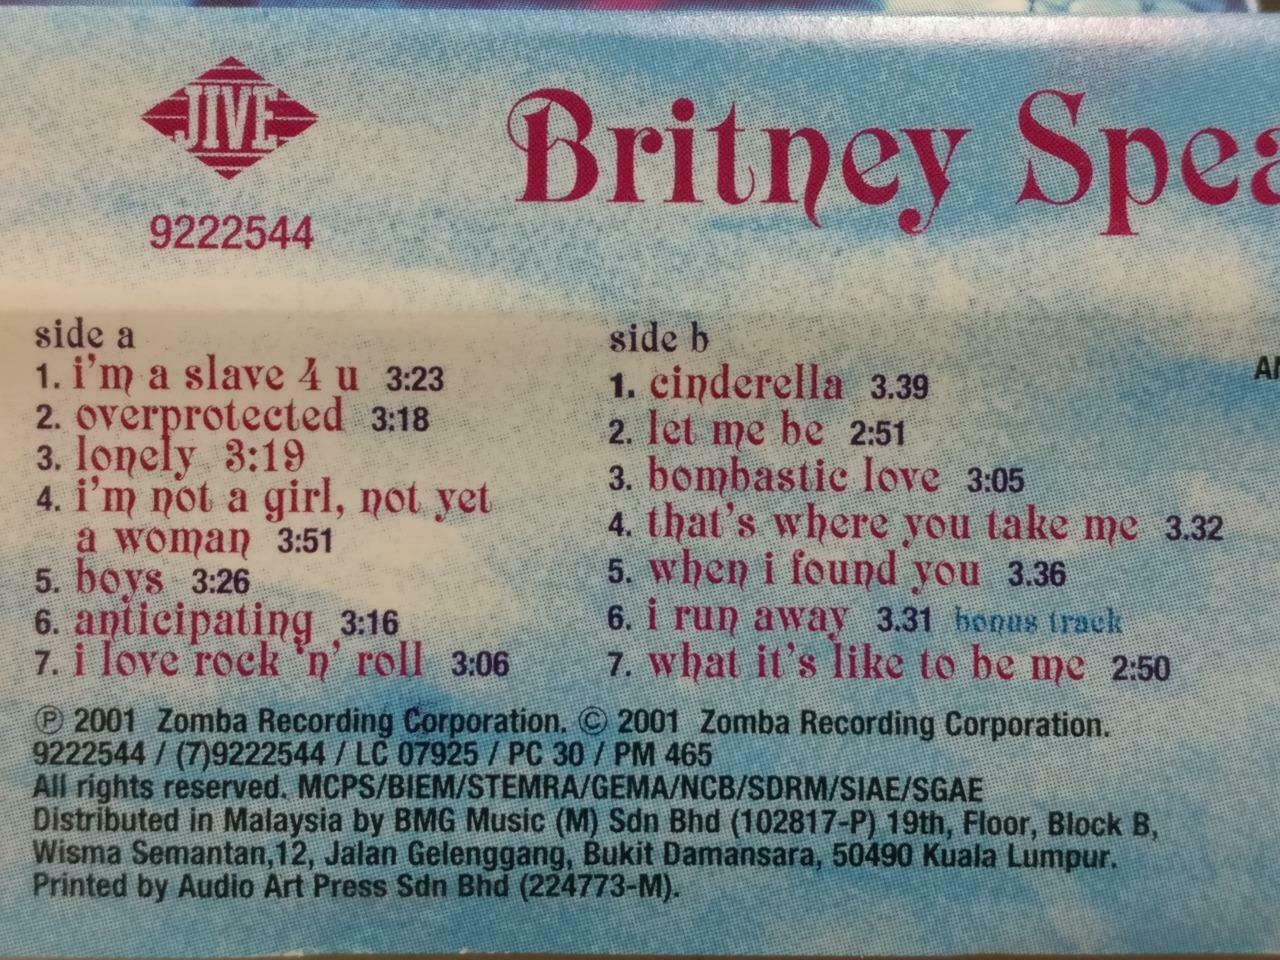 JIVE
9222544
Britney Spea
side a
1. i'm a slave 4 u 3:23
2. overprotected 3:18
3. lonely 3:19
4. i'm not a girl, not yet
a woman 3:51
5. boys 3:26
6. anticipating 3:16
7. i love rock 'n' roll 3:06
side b
1. cinderella 3.39
2. let me be 2:51
3. bombastic love 3:05
4. that's where you take me 3.32
5. when i found you 3.36
6. i run away 3.31 bonus track
7. what it's like to be me 2:50
AN
℗ 2001 Zomba Recording Corporation. © 2001 Zomba Recording Corporation.
9222544 / (7)9222544 / LC 07925 / PC 30 / PM 465
All rights reserved. MCPS/BIEM/STEMRA/GEMA/NCB/SDRM/SIAE/SGAE
Distributed in Malaysia by BMG Music (M) Sdn Bhd (102817-P) 19th, Floor, Block B,
Wisma Semantan,12, Jalan Gelenggang, Bukit Damansara, 50490 Kuala Lumpur.
Printed by Audio Art Press Sdn Bhd (224773-M).